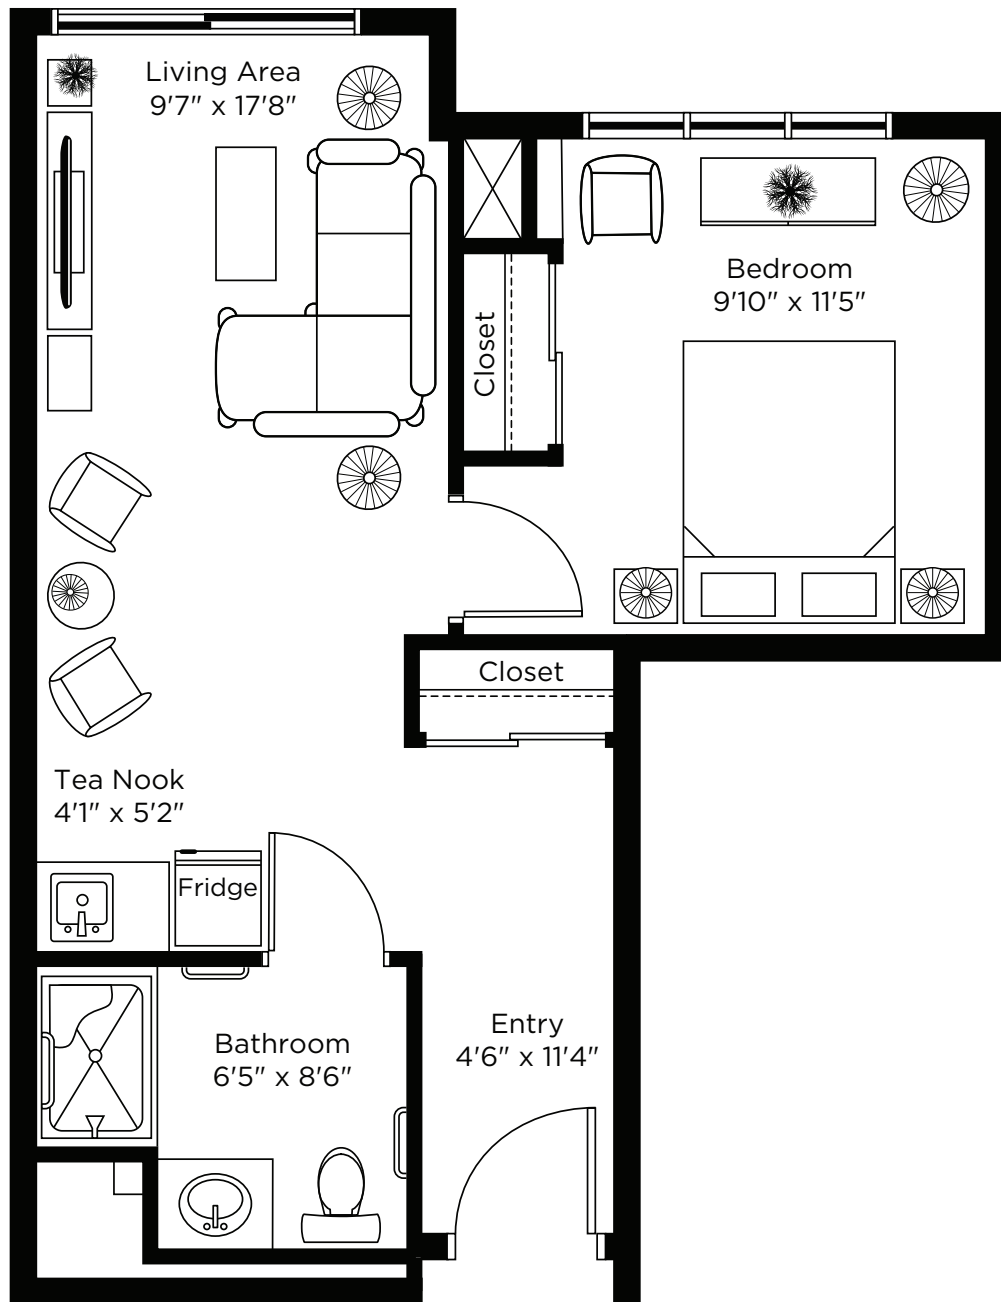 Living Area
9'7" x 17'8"
Bedroom
9'10" x 11'5"
Closet
Closet
Tea Nook
4'1" x 5'2"
Fridge
Entry
4'6" x 11'4"
Bathroom
6'5" x 8'6"